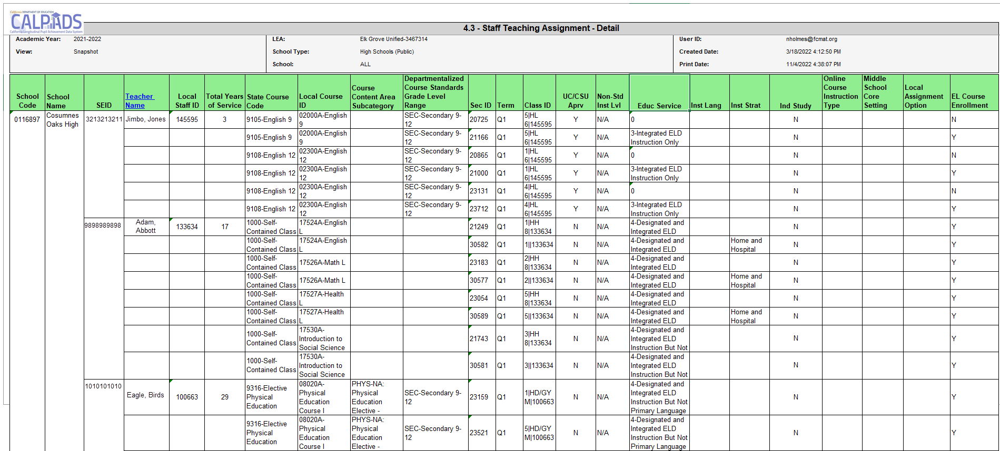 California DEPARTMENT OF EDUCATION
CALPADS
California Longitudinal Pupil Achievement Data System
4.3 - Staff Teaching Assignment - Detail
Academic Year: 2021-2022 LEA: Elk Grove Unified-3467314 User ID: nholmes@fcmat.org
View: Snapshot School Type: High Schools (Public) Created Date: 3/18/2022 4:12:50 PM
School: ALL Print Date: 11/4/2022 4:38:07 PM
School Code School Name SEID Teacher Name Local Staff ID Total Years of Service State Course Code Local Course ID Course Content Area Subcategory Departmentalized Course Standards Grade Level Range Sec ID Term Class ID UC/CSU Aprv Non-Std Inst Lvl Educ Service Inst Lang Inst Strat Ind Study Online Course Instruction Type Middle School Core Setting Local Assignment Option EL Course Enrollment
0116897 Cosumnes Oaks High 3213213211 Jimbo, Jones 145595 3 9105-English 9 02000A-English 9 SEC-Secondary 9-12 20725 Q1 5|HL 6|145595 Y N/A 0 N N
9105-English 9 02000A-English 9 SEC-Secondary 9-12 21166 Q1 5|HL 6|145595 Y N/A 3-Integrated ELD Instruction Only N Y
9108-English 12 02300A-English 12 SEC-Secondary 9-12 20865 Q1 1|HL 6|145595 Y N/A 0 N N
9108-English 12 02300A-English 12 SEC-Secondary 9-12 21000 Q1 1|HL 6|145595 Y N/A 3-Integrated ELD Instruction Only N Y
9108-English 12 02300A-English 12 SEC-Secondary 9-12 23131 Q1 4|HL 6|145595 Y N/A 0 N N
9108-English 12 02300A-English 12 SEC-Secondary 9-12 23712 Q1 4|HL 6|145595 Y N/A 3-Integrated ELD Instruction Only N Y
9898989898 Adam, Abbott 133634 17 1000-Self-Contained Class 17524A-English L 21249 Q1 1|HH 8|133634 N N/A 4-Designated and Integrated ELD N Y
1000-Self-Contained Class 17524A-English L 30582 Q1 1||133634 N N/A 4-Designated and Integrated ELD Home and Hospital N Y
1000-Self-Contained Class 17526A-Math L 23183 Q1 2|HH 8|133634 N N/A 4-Designated and Integrated ELD N Y
1000-Self-Contained Class 17526A-Math L 30577 Q1 2||133634 N N/A 4-Designated and Integrated ELD Home and Hospital N Y
1000-Self-Contained Class 17527A-Health L 23054 Q1 5|HH 8|133634 N N/A 4-Designated and Integrated ELD N Y
1000-Self-Contained Class 17527A-Health L 30589 Q1 5||133634 N N/A 4-Designated and Integrated ELD Home and Hospital N Y
1000-Self-Contained Class 17530A-Introduction to Social Science 21743 Q1 3|HH 8|133634 N N/A 4-Designated and Integrated ELD Instruction But Not N Y
1000-Self-Contained Class 17530A-Introduction to Social Science 30581 Q1 3||133634 N N/A 4-Designated and Integrated ELD Instruction But Not N Y
1010101010 Eagle, Birds 100663 29 9316-Elective Physical Education 08020A-Physical Education Course I PHYS-NA: Physical Education Elective - SEC-Secondary 9-12 23159 Q1 1|HD/GYM|100663 N N/A 4-Designated and Integrated ELD Instruction But Not Primary Language N Y
9316-Elective Physical Education 08020A-Physical Education Course I PHYS-NA: Physical Education Elective - SEC-Secondary 9-12 23521 Q1 5|HD/GYM|100663 N N/A 4-Designated and Integrated ELD Instruction But Not Primary Language N Y